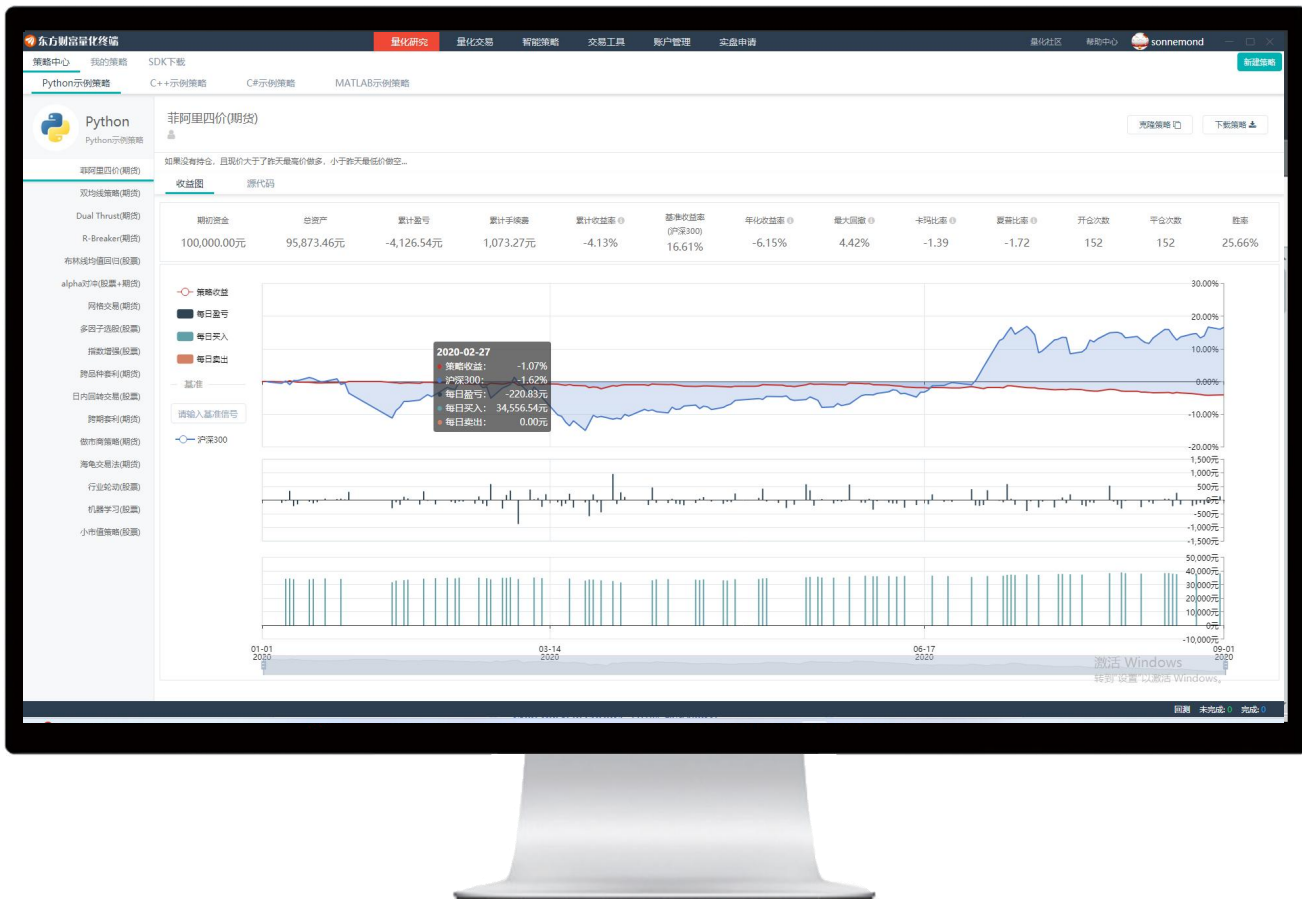 东方财富量化终端
量化研究 量化交易 智能策略 交易工具 账户管理 实盘申请
量化社区 帮助中心 sonnemond
策略中心 我的策略 SDK下载
新建策略
Python示例策略 C++示例策略 C#示例策略 MATLAB示例策略
Python
Python示例策略
菲阿里四价(期货)
双均线策略(期货)
Dual Thrust(期货)
R-Breaker(期货)
布林线均值回归(股票)
alpha对冲(股票+期货)
网格交易(期货)
多因子选股(股票)
指数增强(股票)
跨品种套利(期货)
日内回转交易(股票)
跨期套利(期货)
做市商策略(期货)
海龟交易法(期货)
行业轮动(股票)
机器学习(股票)
小市值策略(股票)
菲阿里四价(期货)
克隆策略 下载策略
如果没有持仓，且现价大于了昨天最高价做多，小于昨天最低价做空...
收益图 源代码
期初资金 总资产 累计盈亏 累计手续费 累计收益率 基准收益率 年化收益率 最大回撤 卡玛比率 夏普比率 开仓次数 平仓次数 胜率
(沪深300)
100,000.00元 95,873.46元 -4,126.54元 1,073.27元 -4.13% 16.61% -6.15% 4.42% -1.39 -1.72 152 152 25.66%
策略收益
每日盈亏
每日买入
每日卖出
基准
请输入基准信号
沪深300
2020-02-27
策略收益: -1.07%
沪深300: -1.62%
每日盈亏: -220.83元
每日买入: 34,556.54元
每日卖出: 0.00元
30.00%
20.00%
10.00%
0.00%
-10.00%
-20.00%
1,500元
1,000元
500元
0元
-500元
-1,000元
-1,500元
50,000元
40,000元
30,000元
20,000元
10,000元
0元
-10,000元
01-01 03-14 06-17 09-01
2020 2020 2020 2020
激活 Windows
转到"设置"以激活 Windows。
回测 未完成: 0 完成: 0